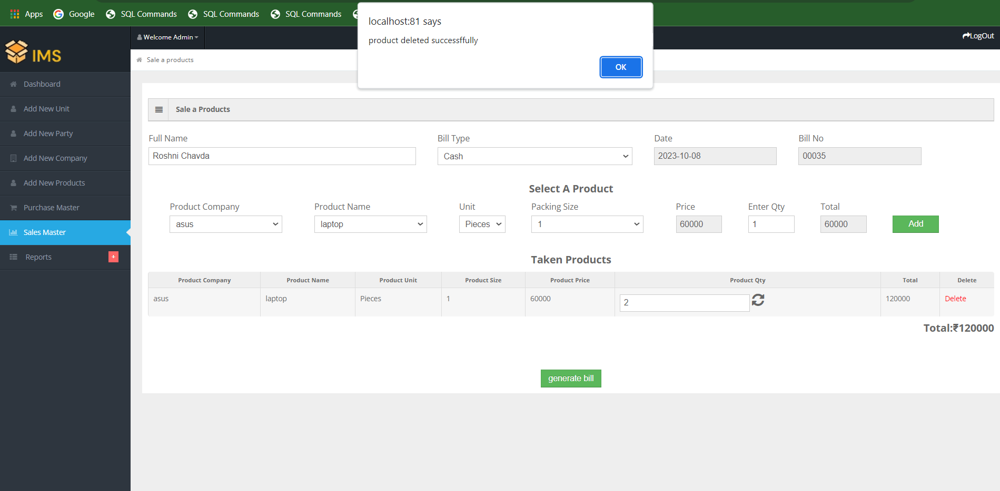 Apps Google SQL Commands SQL Commands SQL Commands
localhost:81 says
product deleted successffully
OK
IMS
Welcome Admin
LogOut
Sale a products
Dashboard
Add New Unit
Add New Party
Add New Company
Add New Products
Purchase Master
Sales Master
Reports +
Sale a Products
Full Name Bill Type Date Bill No
Roshni Chavda Cash 2023-10-08 00035
Select A Product
Product Company Product Name Unit Packing Size Price Enter Qty Total
asus laptop Pieces 1 60000 1 60000 Add
Taken Products
Product Company Product Name Product Unit Product Size Product Price Product Qty Total Delete
asus laptop Pieces 1 60000 2 120000 Delete
Total:₹120000
generate bill